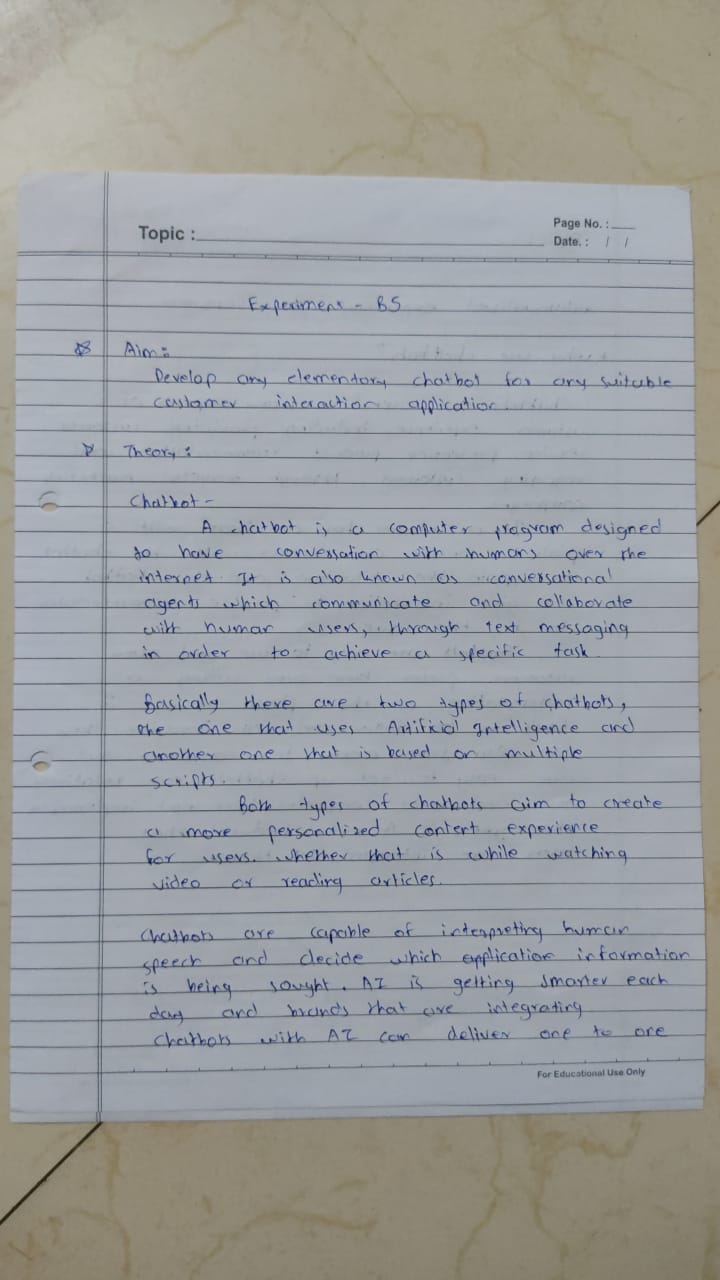 Topic :
Page No. :
Date. : / /
Experiment - B5
Aim:
Develop any elementary chatbot for any suitable
customer interaction application
Theory :
Chatbot -
A chatbot is a computer program designed
to have conversation with humans over the
internet. It is also known as conversational
agents which communicate and collaborate
with human users, through text messaging
in order to achieve a specific task.
Basically there are two types of chatbots,
the one that uses Artificial Intelligence and
another one that is based on multiple
scripts.
Both types of chatbots aim to create
a more personalized content experience
for users. whether that is while watching
video or reading articles.
Chatbots are capable of interpreting human
speech and decide which application information
is being sought. AI is getting smarter each
day and brands that are integrating
Chatbots with AI can deliver one to one
For Educational Use Only